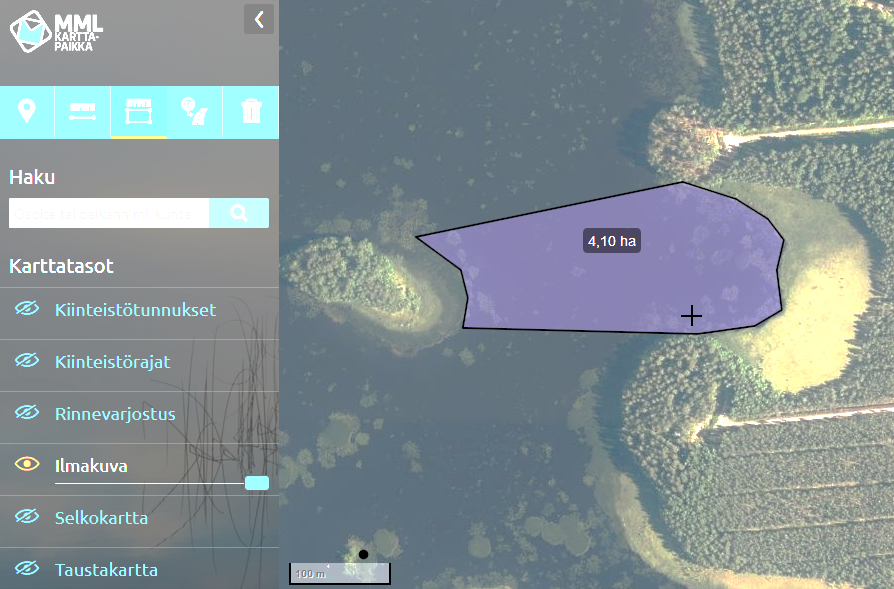 MML
KARTTA-
PAIKKA
Haku
Karttatasot
Kiinteistötunnukset
Kiinteistörajat
Rinnevarjostus
Ilmakuva
Selkokartta
Taustakartta
4,10 ha
100 m